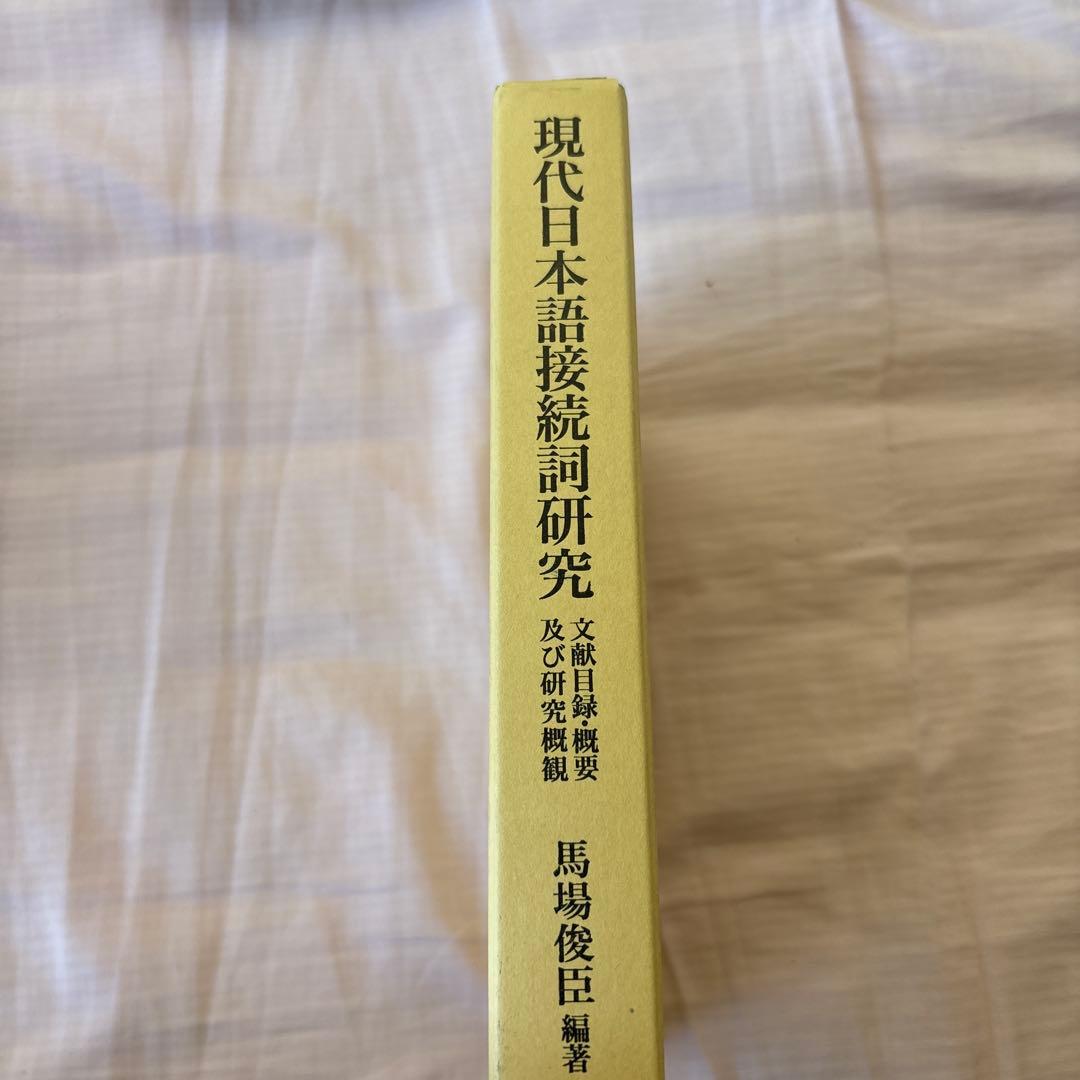 現代日本語接続詞研究
文献目録・概要
及び研究概観
馬場俊臣 編著